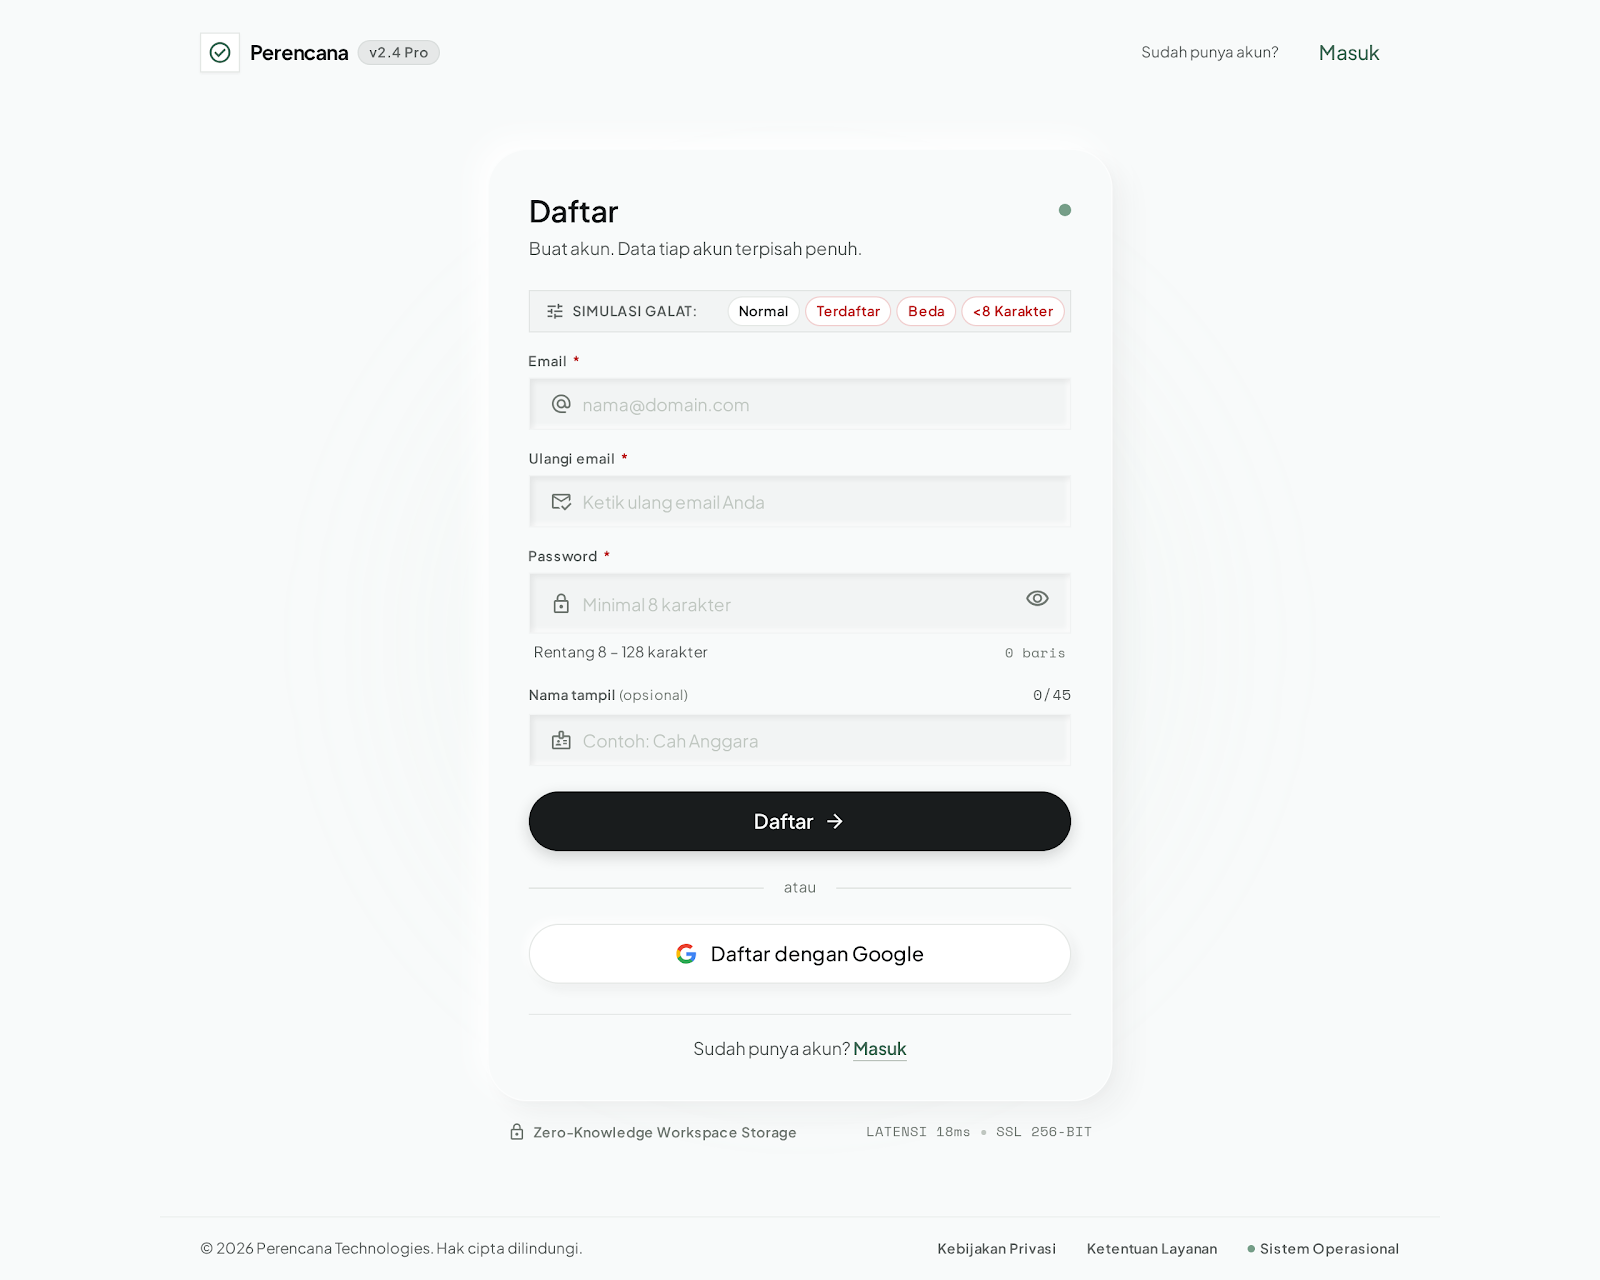 Perencana v2.4 Pro
Sudah punya akun? Masuk
Daftar
Buat akun. Data tiap akun terpisah penuh.
SIMULASI GALAT: Normal Terdaftar Beda <8 Karakter
Email *
nama@domain.com
Ulangi email *
Ketik ulang email Anda
Password *
Minimal 8 karakter
Rentang 8 – 128 karakter 0 baris
Nama tampil (opsional) 0/45
Contoh: Cah Anggara
Daftar →
atau
Daftar dengan Google
Sudah punya akun? Masuk
Zero-Knowledge Workspace Storage LATENSI 18ms • SSL 256-BIT
© 2026 Perencana Technologies. Hak cipta dilindungi. Kebijakan Privasi Ketentuan Layanan • Sistem Operasional